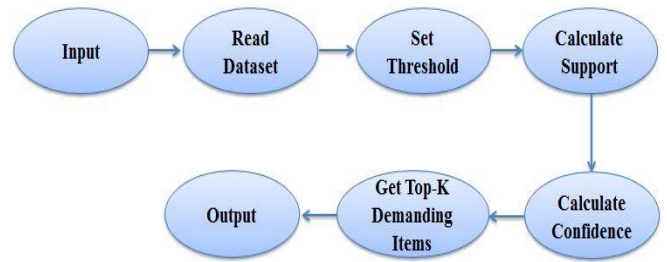 Input
Read
Dataset
Set
Threshold
Calculate
Support
Calculate
Confidence
Get Top-K
Demanding
Items
Output